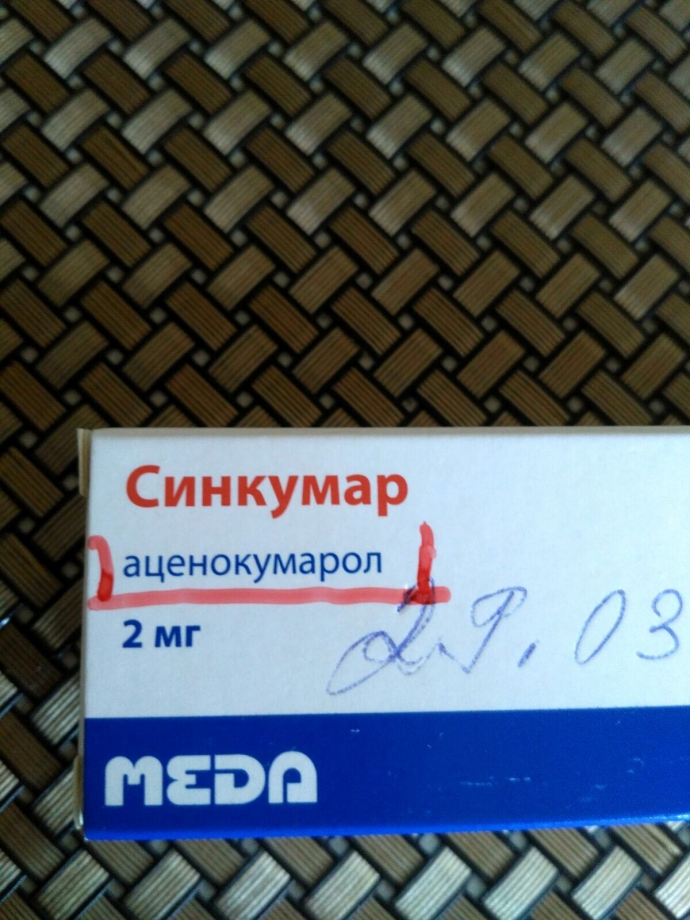 Синкумар
аценокумарол
2 мг
29. 03
MEDA